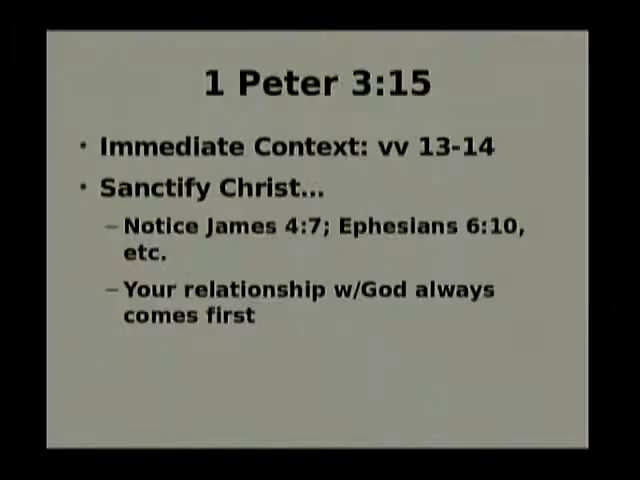 1 Peter 3:15
• Immediate Context: vv 13-14
• Sanctify Christ...
– Notice James 4:7; Ephesians 6:10,
etc.
– Your relationship w/God always
comes first